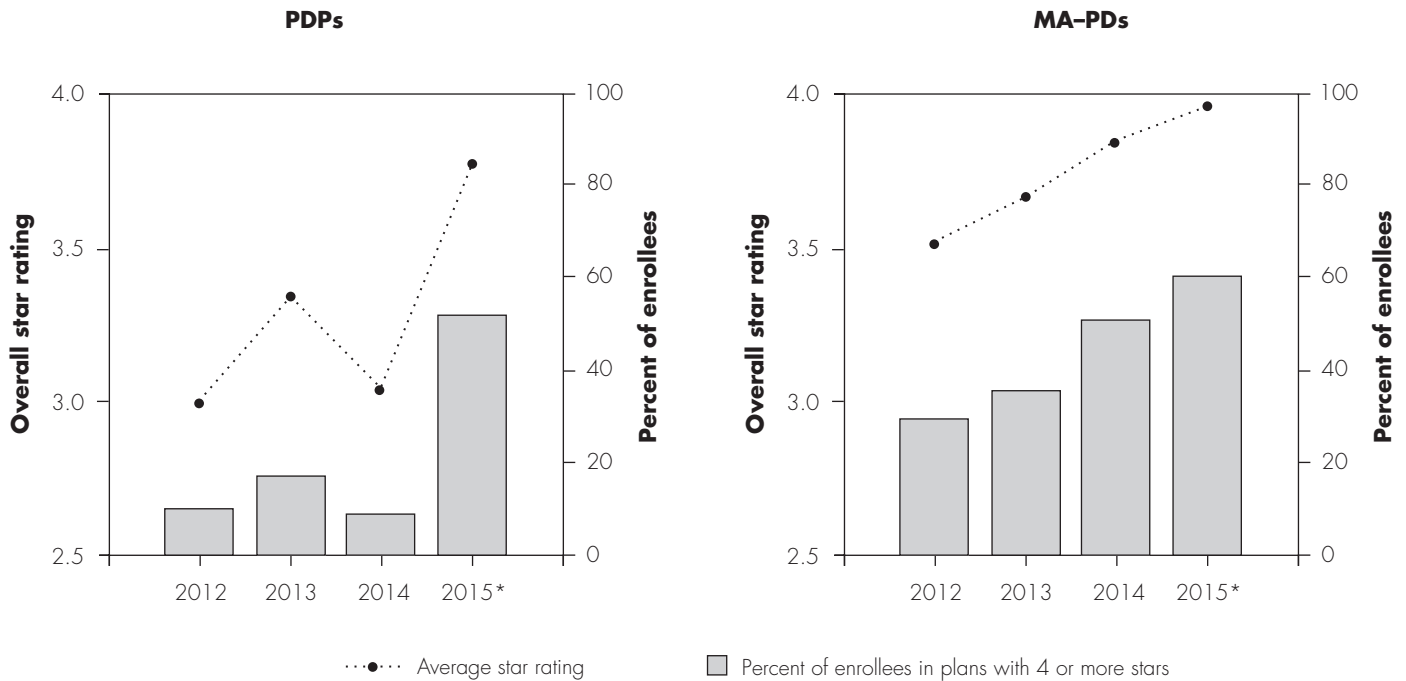 PDPs
4.0
3.5
3.0
2.5
Overall star rating
100
80
60
40
20
0
Percent of enrollees
2012 2013 2014 2015*
MA–PDs
4.0
3.5
3.0
2.5
Overall star rating
100
80
60
40
20
0
Percent of enrollees
2012 2013 2014 2015*
Average star rating
Percent of enrollees in plans with 4 or more stars